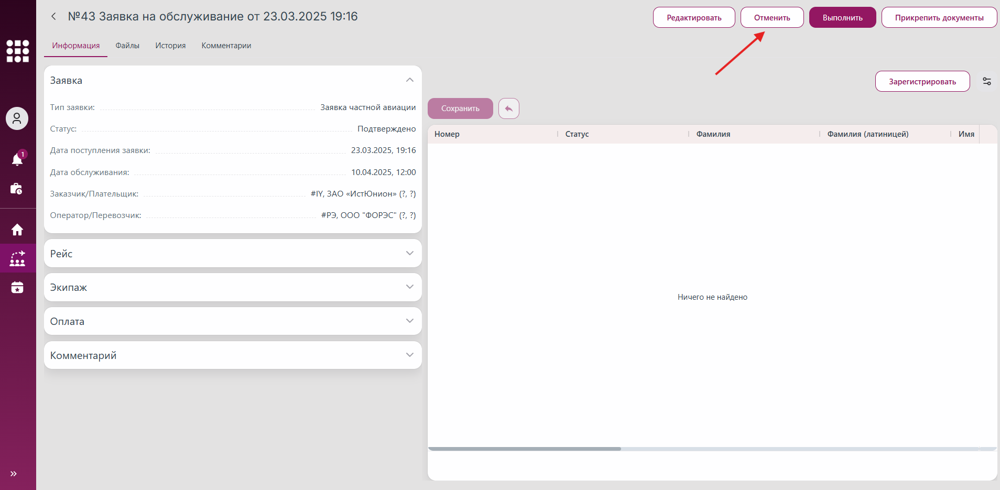 №43 Заявка на обслуживание от 23.03.2025 19:16
Редактировать
Отменить
Выполнить
Прикрепить документы
Информация
Файлы
История
Комментарии
Заявка
Тип заявки: Заявка частной авиации
Статус: Подтверждено
Дата поступления заявки: 23.03.2025, 19:16
Дата обслуживания: 10.04.2025, 12:00
Заказчик/Плательщик: #IY, ЗАО «ИстЮнион» (?, ?)
Оператор/Перевозчик: #РЭ, ООО "ФОРЭС" (?, ?)
Рейс
Экипаж
Оплата
Комментарий
Зарегистрировать
Сохранить
Номер
Статус
Фамилия
Фамилия (латиницей)
Имя
Ничего не найдено
1